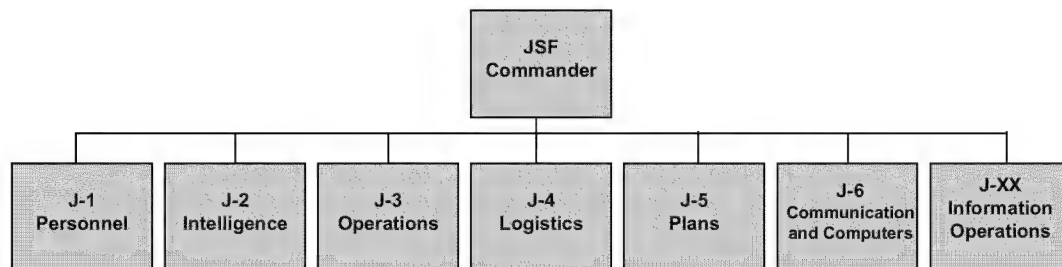 JSF
Commander
J-1
Personnel
J-2
Intelligence
J-3
Operations
J-4
Logistics
J-5
Plans
J-6
Communication
and Computers
J-XX
Information
Operations